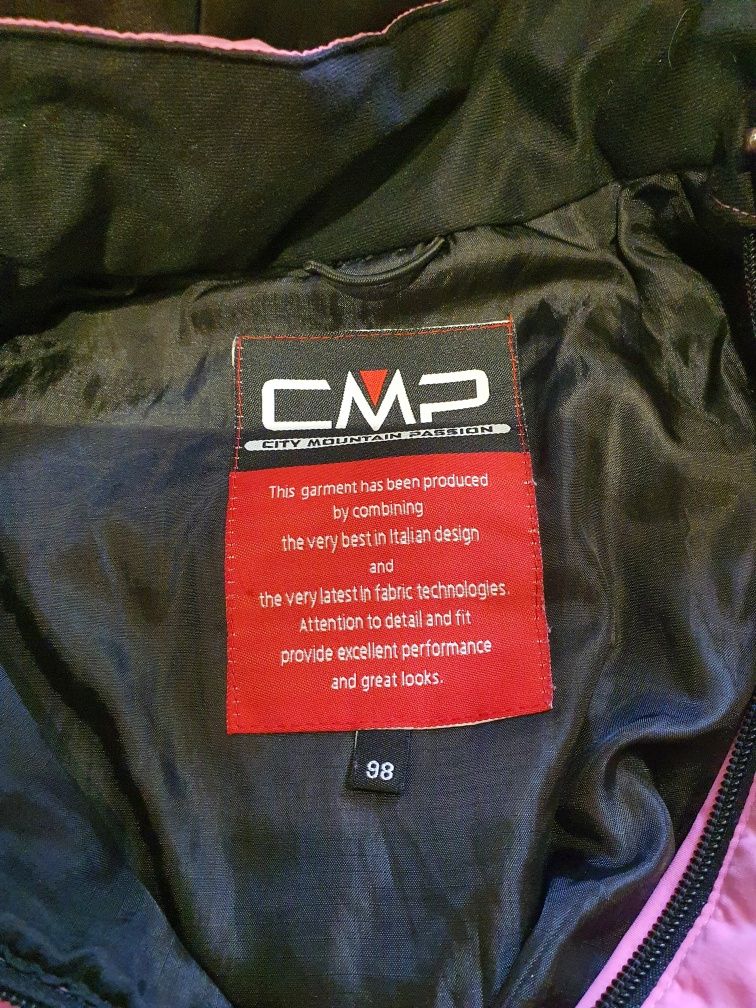 CMP
CITY MOUNTAIN PASSION
This garment has been produced
by combining
the very best in Italian design
and
the very latest in fabric technologies.
Attention to detail and fit
provide excellent performance
and great looks.
98